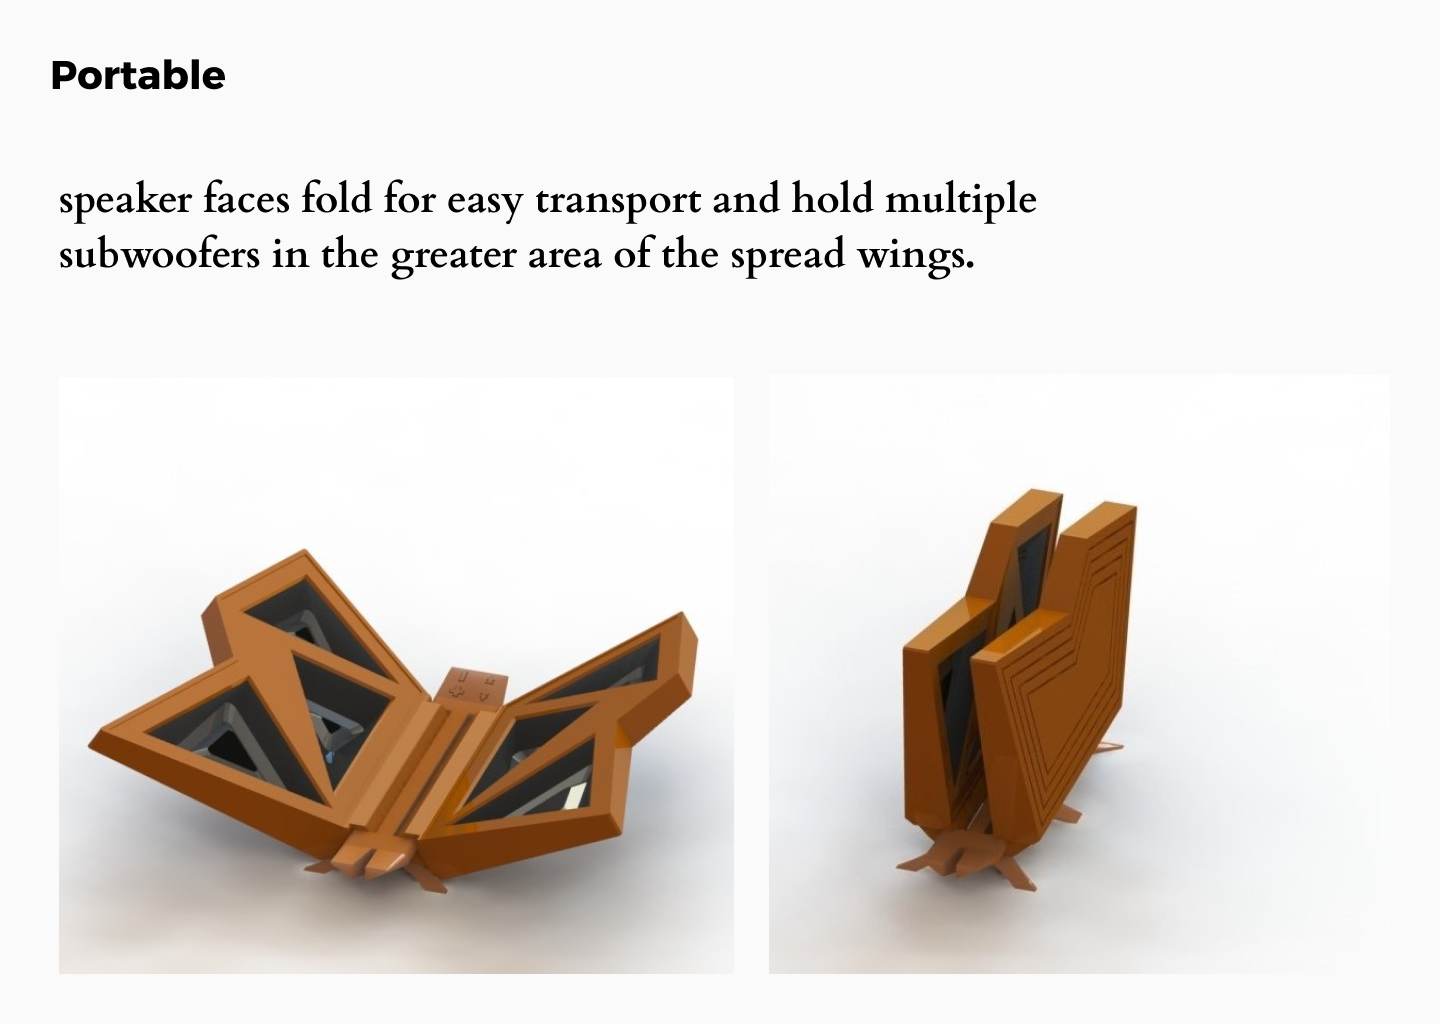 Portable
speaker faces fold for easy transport and hold multiple
subwoofers in the greater area of the spread wings.